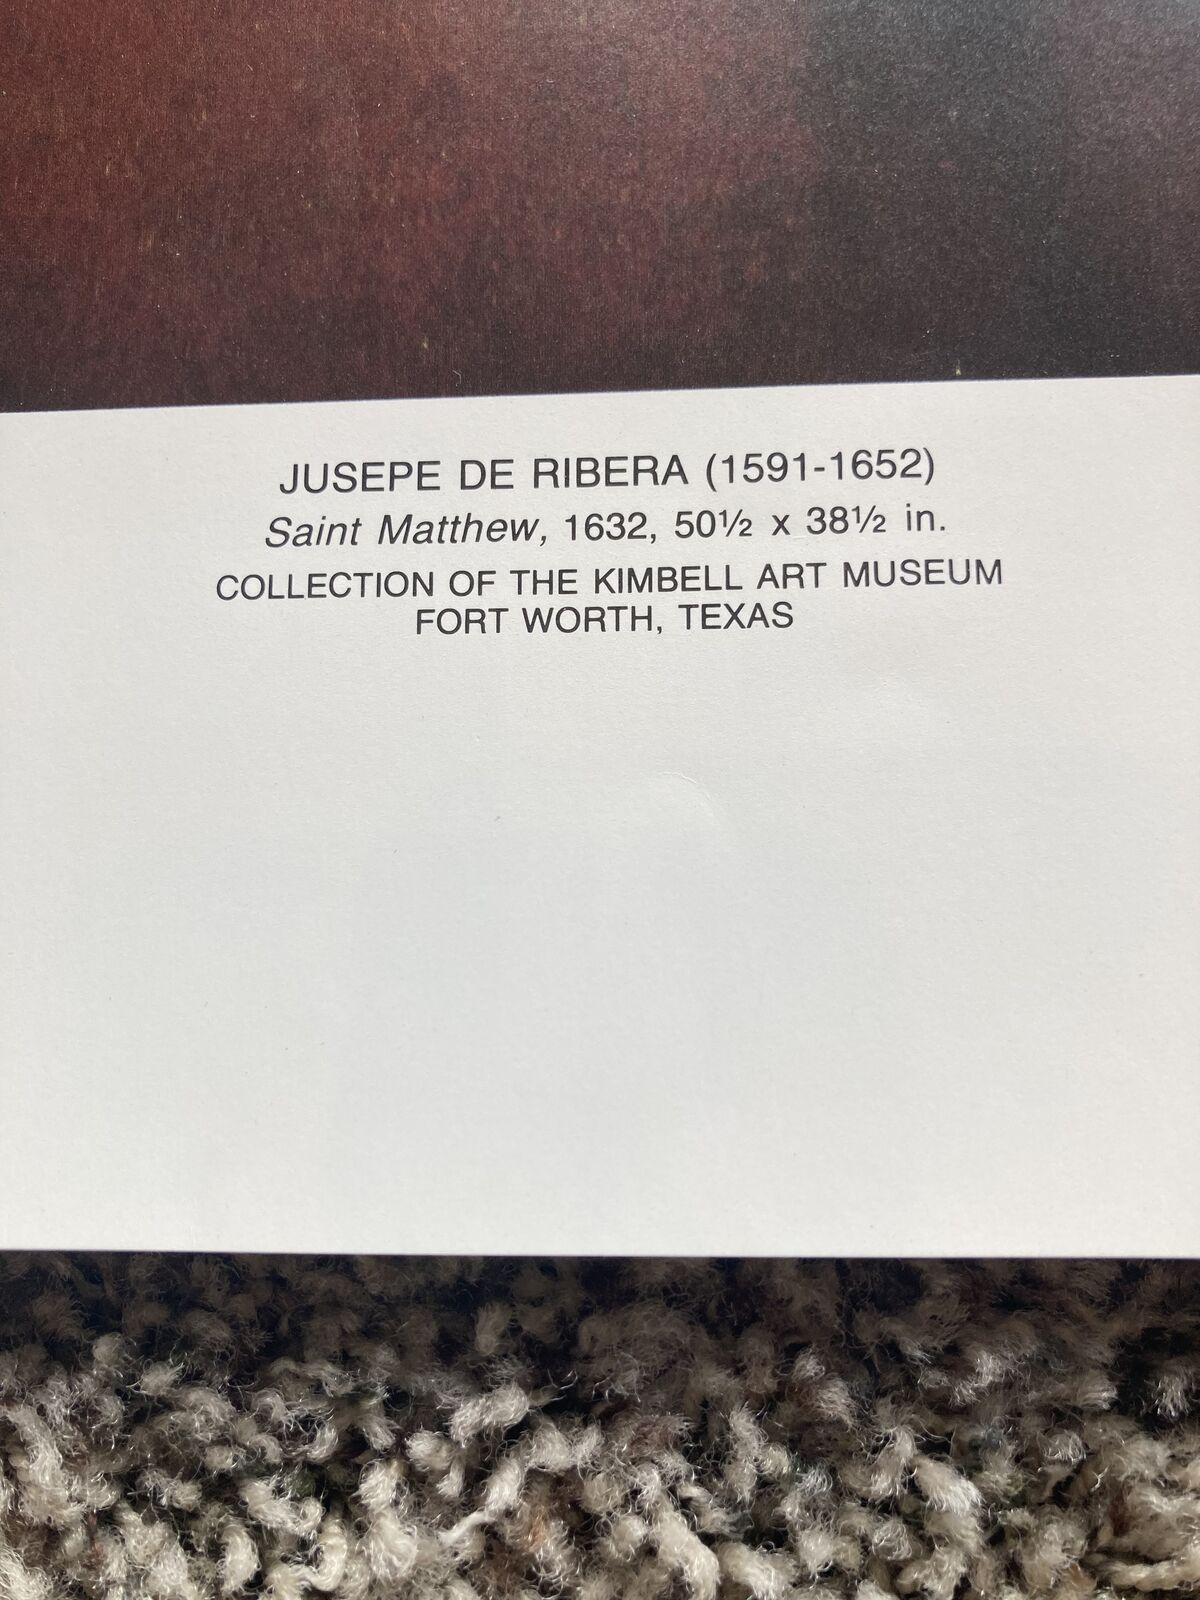 JUSEPE DE RIBERA (1591-1652)
Saint Matthew, 1632, 50½ x 38½ in.
COLLECTION OF THE KIMBELL ART MUSEUM
FORT WORTH, TEXAS